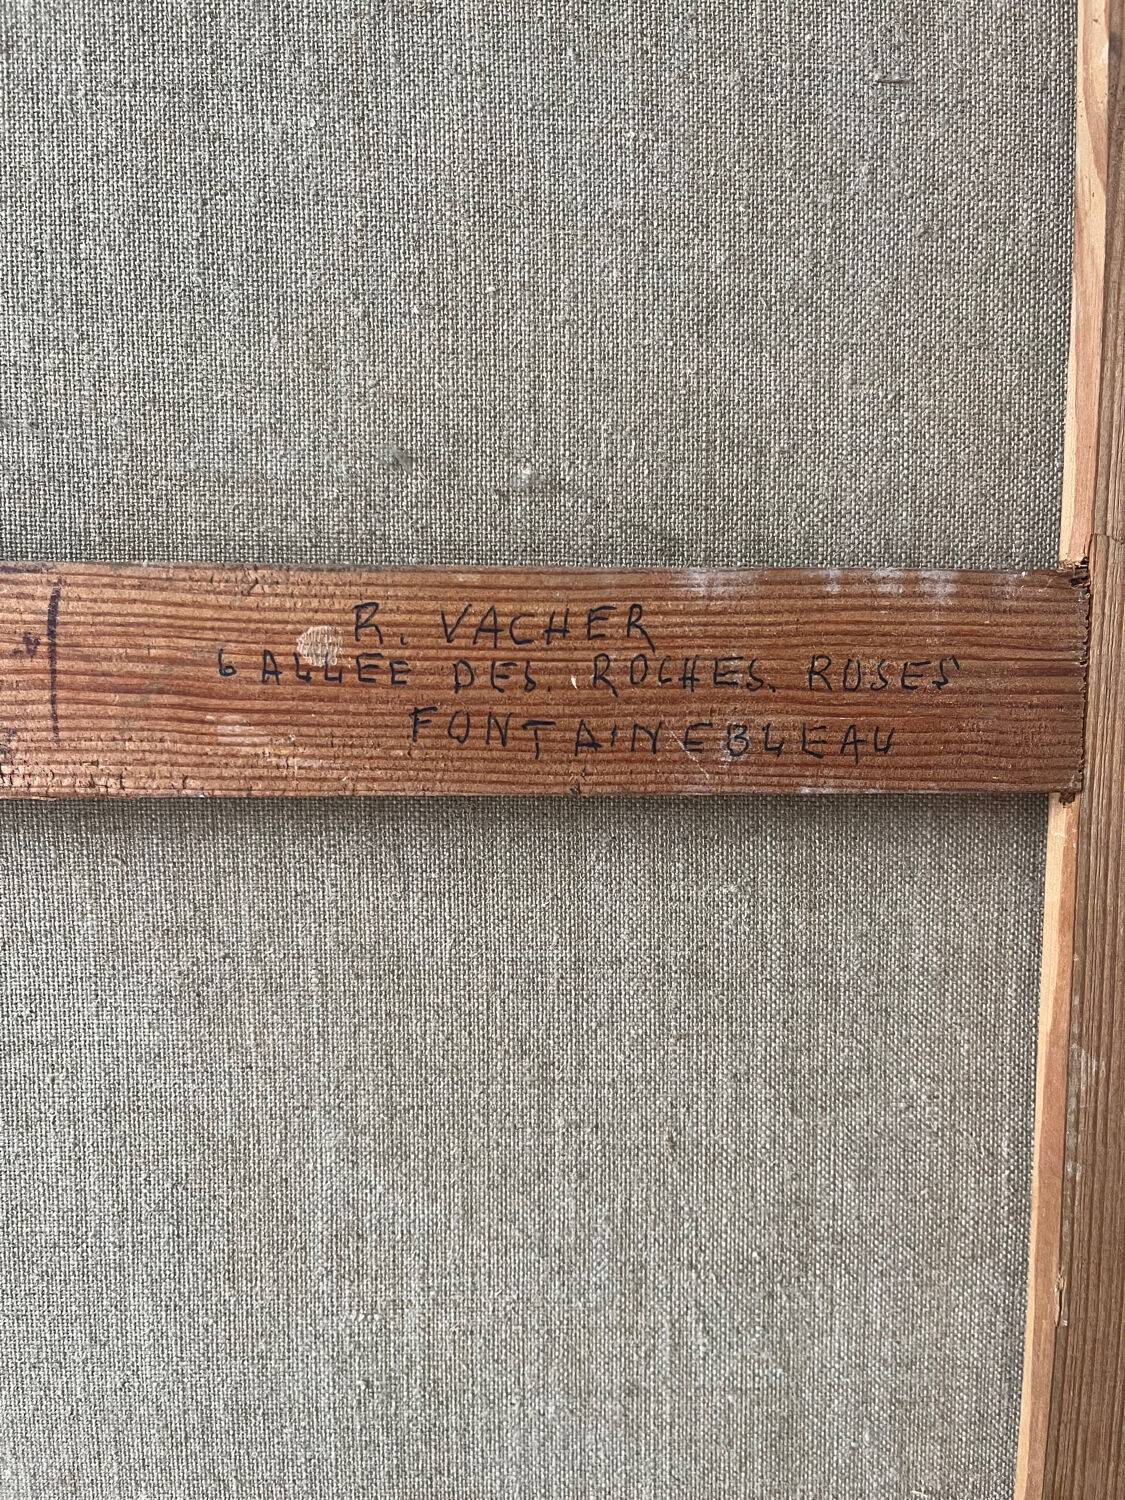 R. VACHER
6 ALLEE DES. ROCHES. ROSES
FONTAINEBLEAU